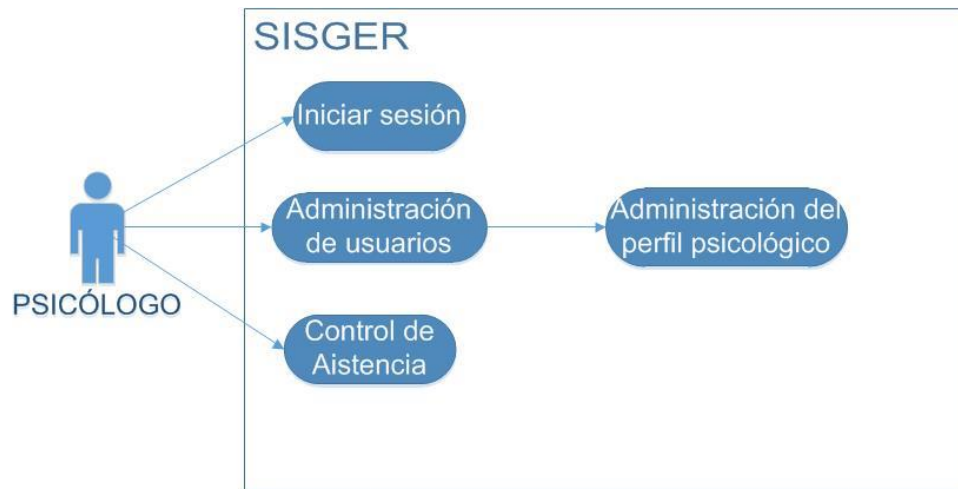 SISGER
Iniciar sesión
Administración
de usuarios
Administración del
perfil psicológico
Control de
Aistencia
PSICÓLOGO